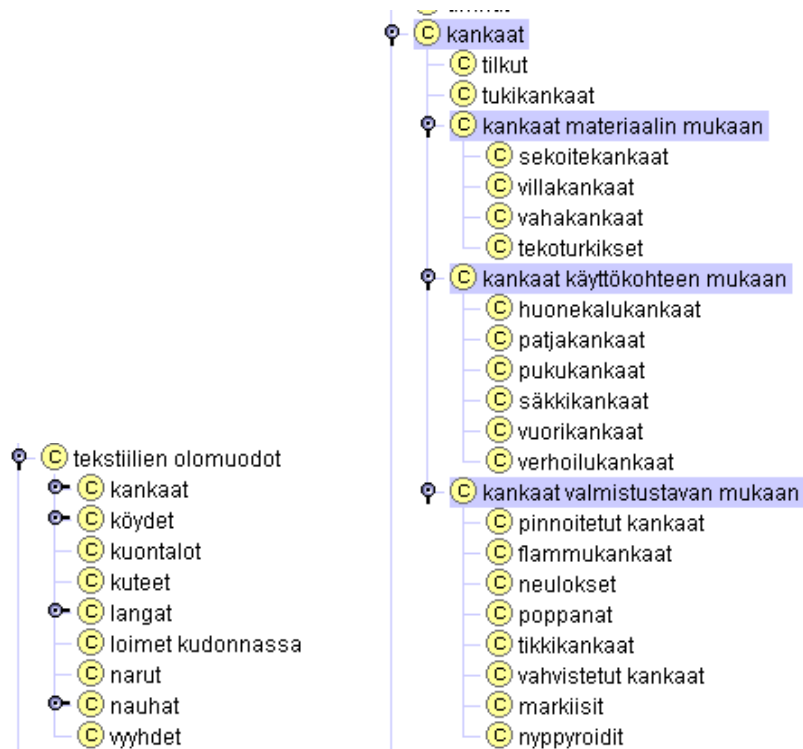 tekstiilien olomuodot
kankaat
köydet
kuontalot
kuteet
langat
loimet kudonnassa
narut
nauhat
vyyhdet
kankaat
tilkut
tukikankaat
kankaat materiaalin mukaan
sekoitekankaat
villakankaat
vahakankaat
tekoturkikset
kankaat käyttökohteen mukaan
huonekalukankaat
patjakankaat
pukukankaat
säkkikankaat
vuorikankaat
verhoilukankaat
kankaat valmistustavan mukaan
pinnoitetut kankaat
flammukankaat
neulokset
poppanat
tikkikankaat
vahvistetut kankaat
markiisit
nyppyroidit